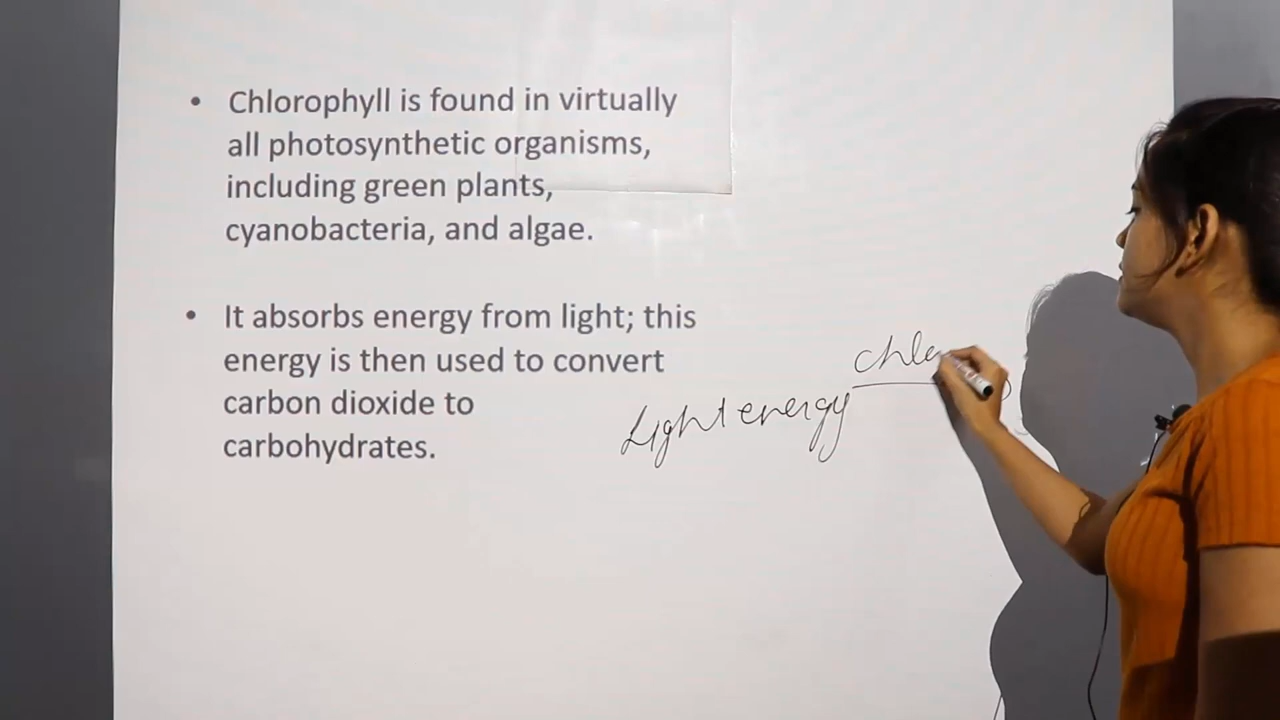 • Chlorophyll is found in virtually
all photosynthetic organisms,
including green plants,
cyanobacteria, and algae.
• It absorbs energy from light; this
energy is then used to convert
carbon dioxide to
carbohydrates.
chlo
Light energy